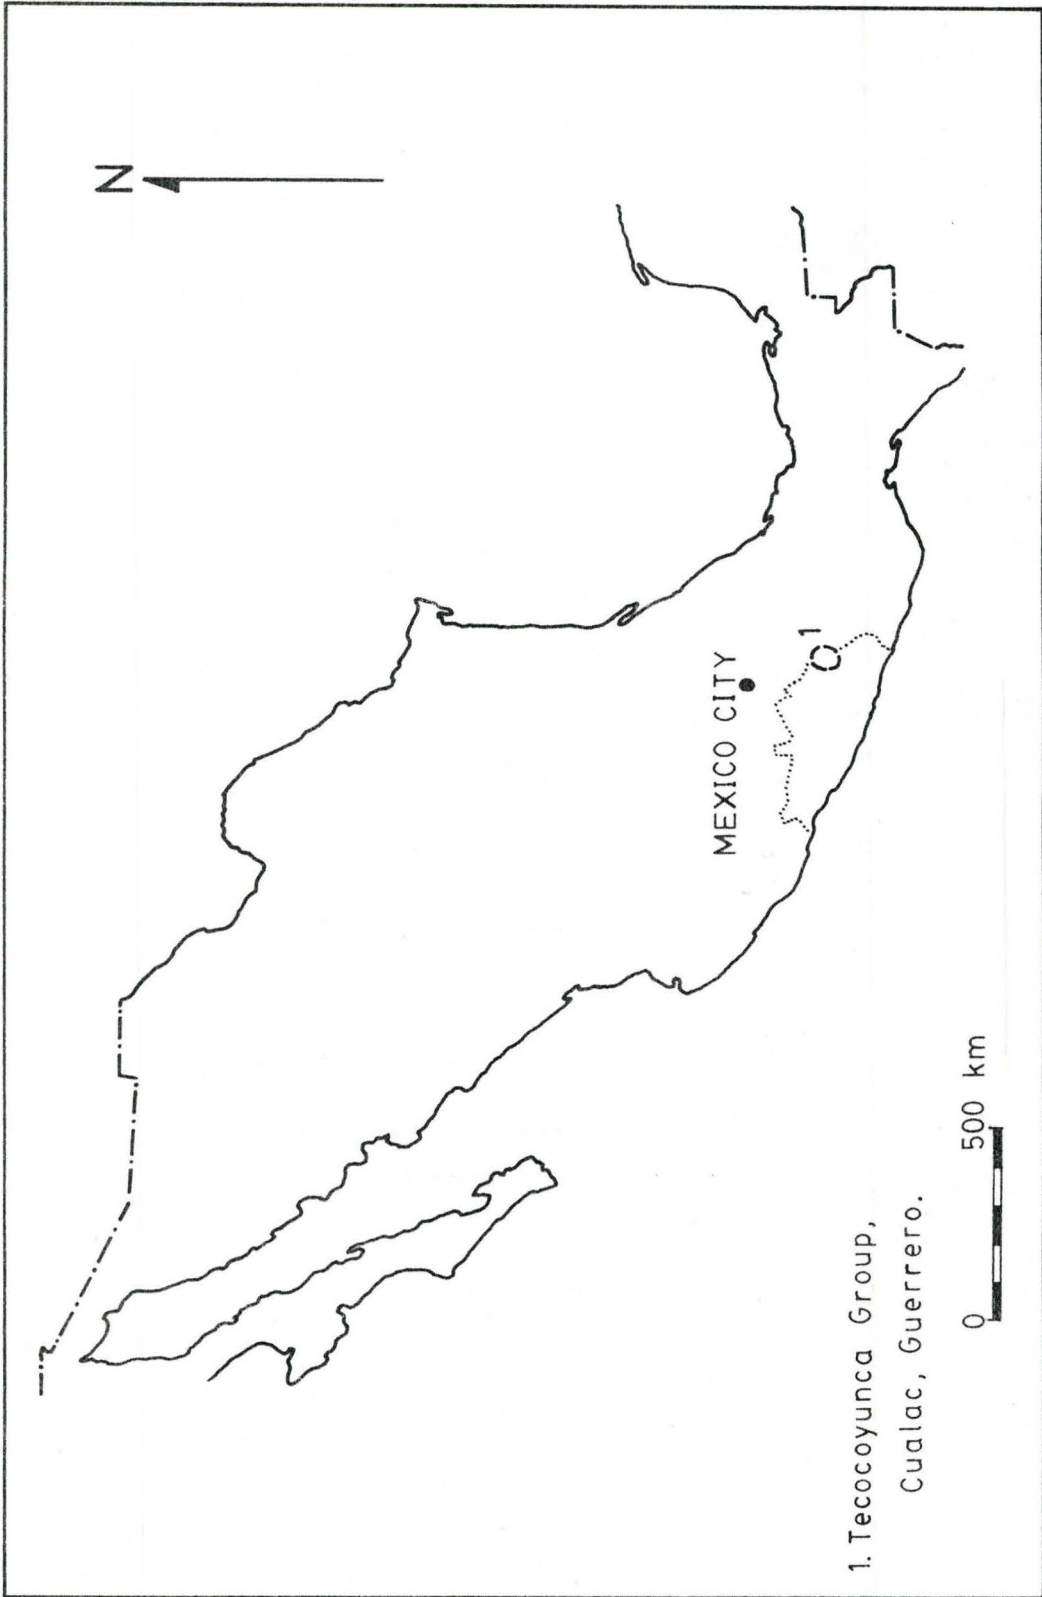 N
MEXICO CITY
1
1. Tecocoyunca Group,
Cualac, Guerrero.
0 500 km